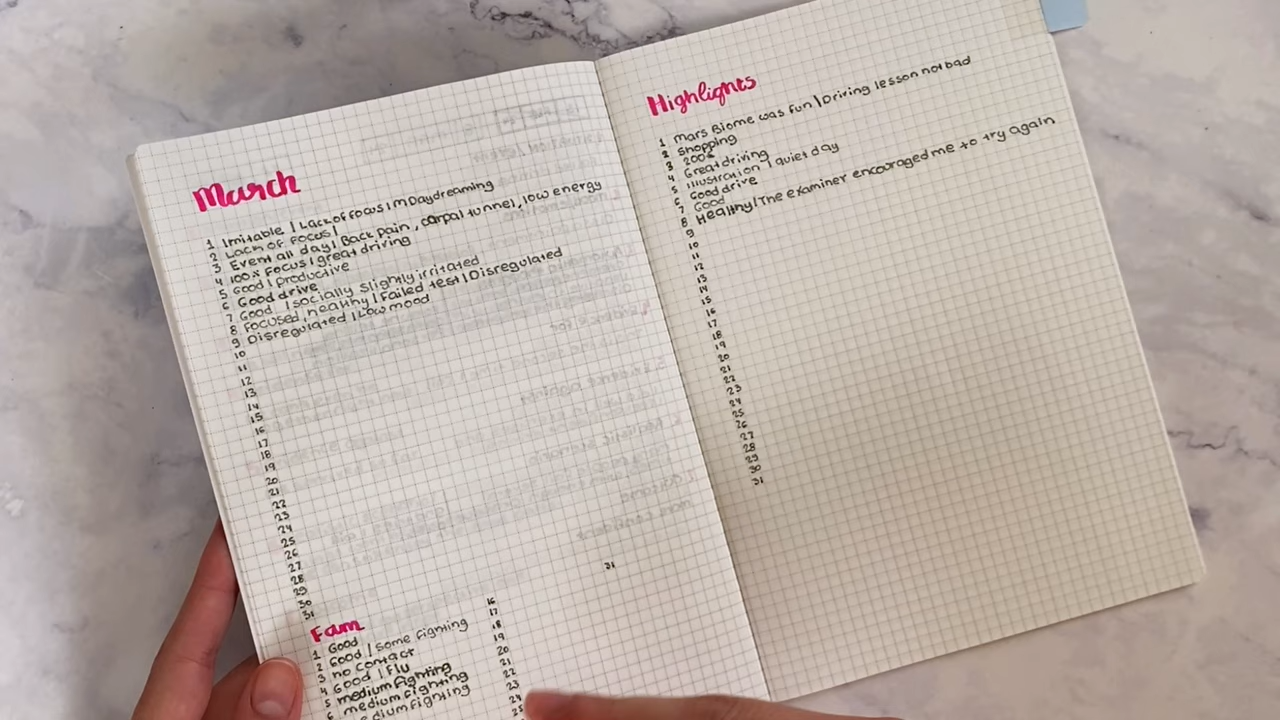 March
1 Irritable | Lack of focus | M Daydreaming
2 Lack of focus |
3 Event all day | Back pain, carpal tunnel, low energy
4 100% focus | great driving
5 Good | productive
6 Good drive
7 Good | socially slightly irritated
8 Focused, healthy | Failed test | Disregulated
9 Disregulated | Low mood
10
11
12
13
14
15
16
17
18
19
20
21
22
23
24
25
26
27
28
29
30
31
Fam
1 Good
2 Good | some fighting
3 no contact
4 Good | Flu
5 medium fighting
6 medium fighting
medium fighting
16
17
18
19
20
21
22
23
24
25
31
Highlights
1 Mars Biome was fun | Driving lesson not bad
2 Shopping
3 200€
4 Great driving
5 Illustration | quiet day
6 Good drive
7 Good
8 Healthy | The examiner encouraged me to try again
9
10
11
12
13
14
15
16
17
18
19
20
21
22
23
24
25
26
27
28
29
30
31